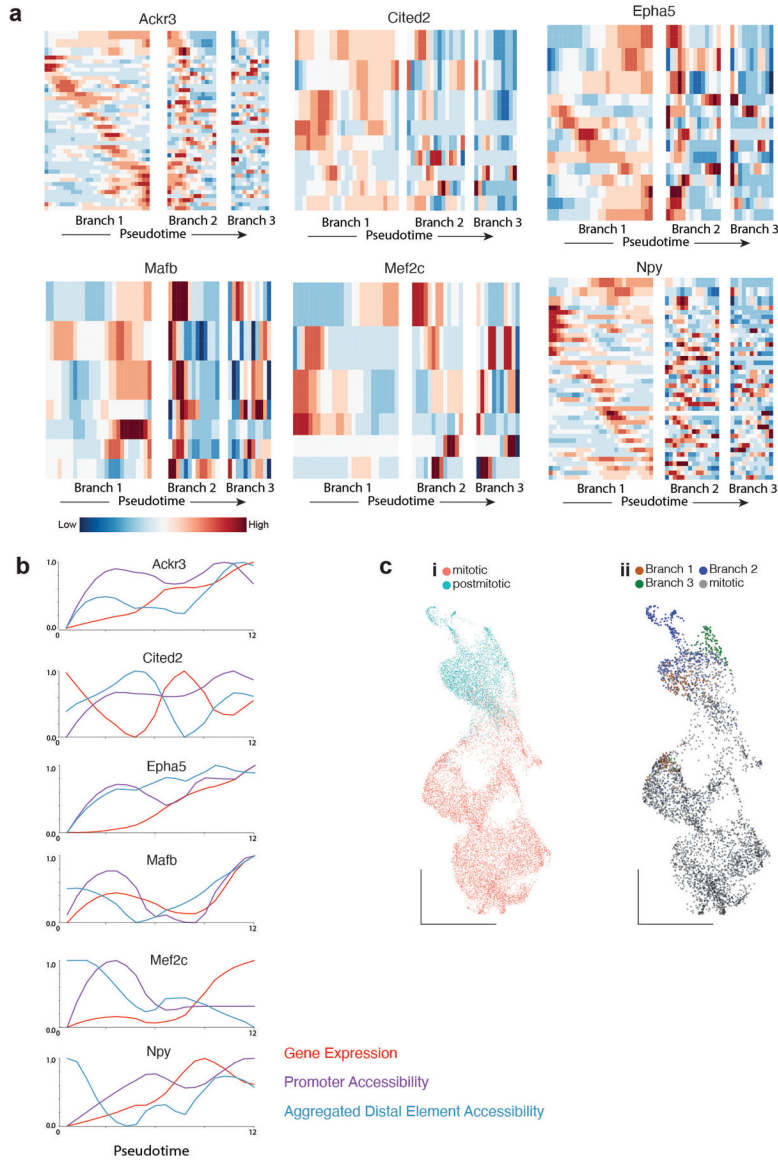 a
Ackr3
Cited2
Epha5
Branch 1 Branch 2 Branch 3
Pseudotime
Branch 1 Branch 2 Branch 3
Pseudotime
Branch 1 Branch 2 Branch 3
Pseudotime
Mafb
Mef2c
Npy
Branch 1 Branch 2 Branch 3
Pseudotime
Branch 1 Branch 2 Branch 3
Pseudotime
Branch 1 Branch 2 Branch 3
Pseudotime
Low High
b
Ackr3
1.0
0.0
0 12
Cited2
1.0
0.0
0 12
Epha5
1.0
0.0
0 12
Mafb
1.0
0.0
0 12
Mef2c
1.0
0.0
0 12
Npy
1.0
0.0
0 12
Pseudotime
Gene Expression
Promoter Accessibility
Aggregated Distal Element Accessibility
c
i
mitotic
postmitotic
ii
Branch 1 Branch 2
Branch 3 mitotic